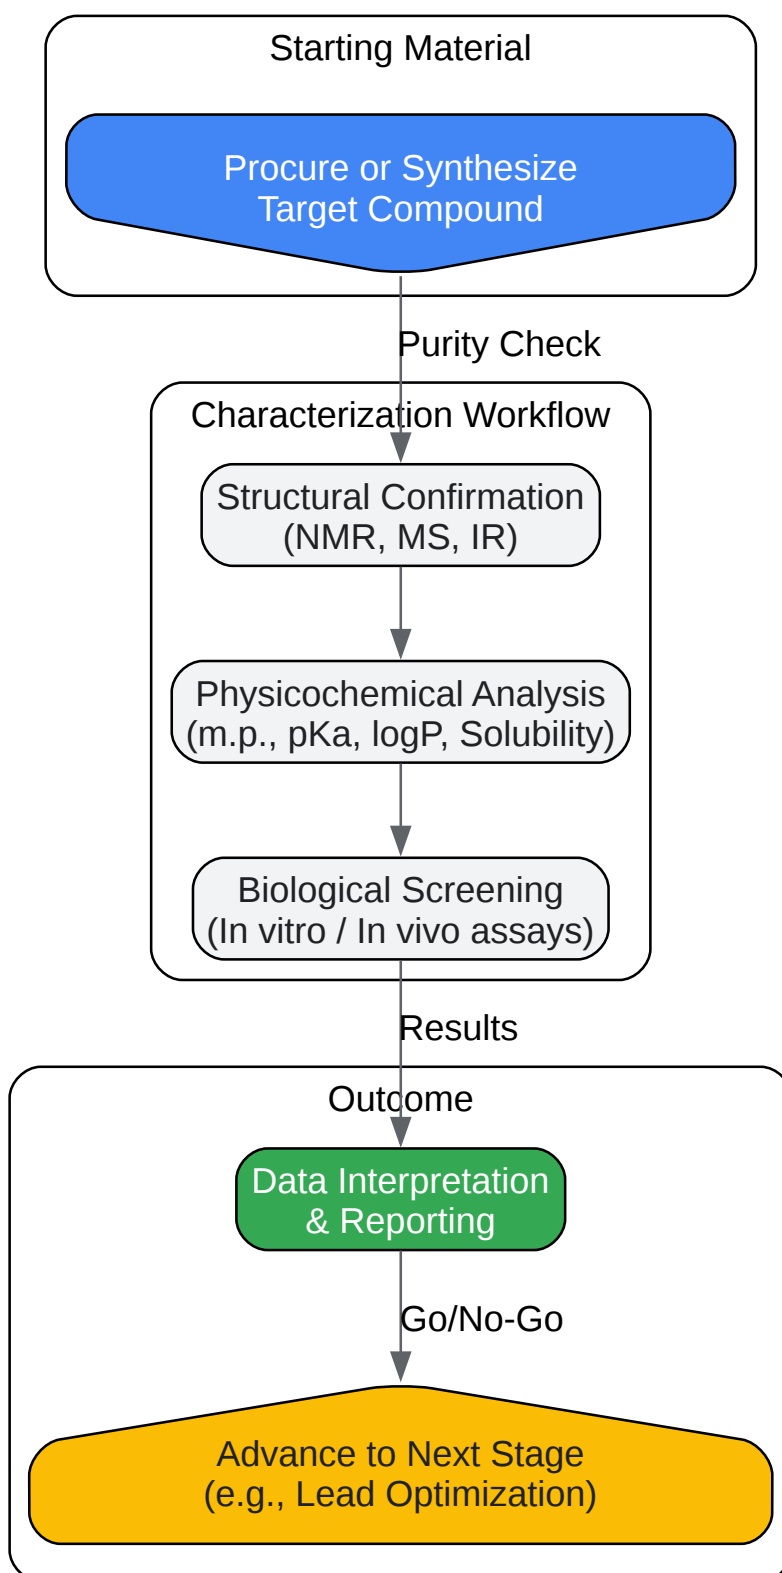 Starting Material
Procure or Synthesize
Target Compound
Purity Check
Characterization Workflow
Structural Confirmation
(NMR, MS, IR)
Physicochemical Analysis
(m.p., pKa, logP, Solubility)
Biological Screening
(In vitro / In vivo assays)
Results
Outcome
Data Interpretation
& Reporting
Go/No-Go
Advance to Next Stage
(e.g., Lead Optimization)